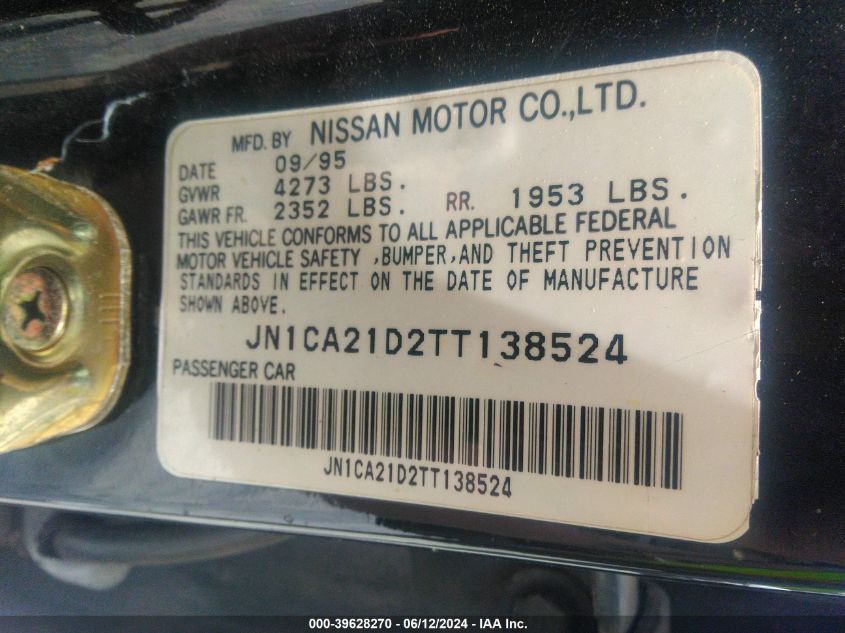 MFD. BY NISSAN MOTOR CO.,LTD.
DATE 09/95
GVWR 4273 LBS.
GAWR FR. 2352 LBS. RR. 1953 LBS.
THIS VEHICLE CONFORMS TO ALL APPLICABLE FEDERAL
MOTOR VEHICLE SAFETY ,BUMPER,AND THEFT PREVENTION
STANDARDS IN EFFECT ON THE DATE OF MANUFACTURE
SHOWN ABOVE.
JN1CA21D2TT138524
PASSENGER CAR
JN1CA21D2TT138524
000-39628270 - 06/12/2024 - IAA Inc.